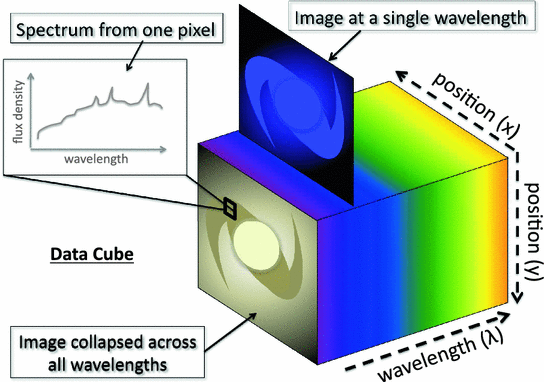 Spectrum from one pixel
Image at a single wavelength
flux density
wavelength
position (x)
position (y)
Data Cube
Image collapsed across
all wavelengths
wavelength (λ)